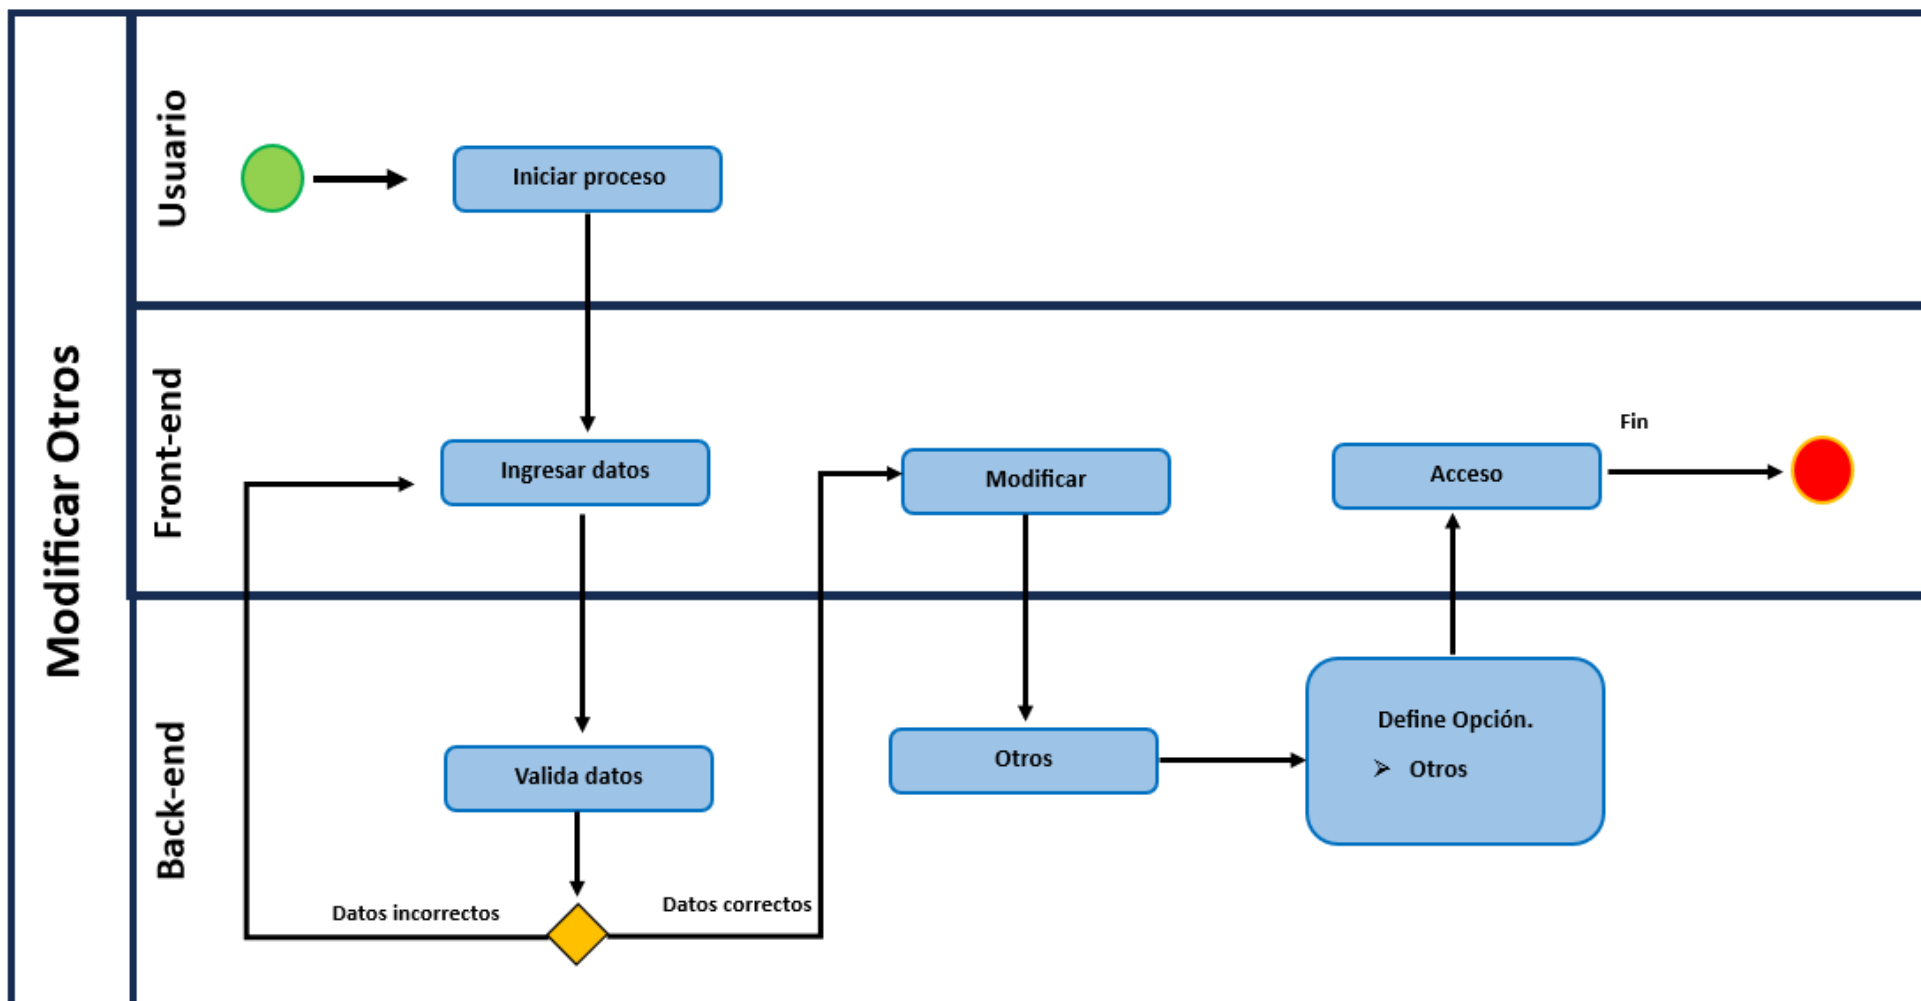 Modificar Otros
Usuario
Iniciar proceso
Front-end
Ingresar datos
Modificar
Acceso
Fin
Back-end
Valida datos
Otros
Define Opción.
➢ Otros
Datos incorrectos
Datos correctos